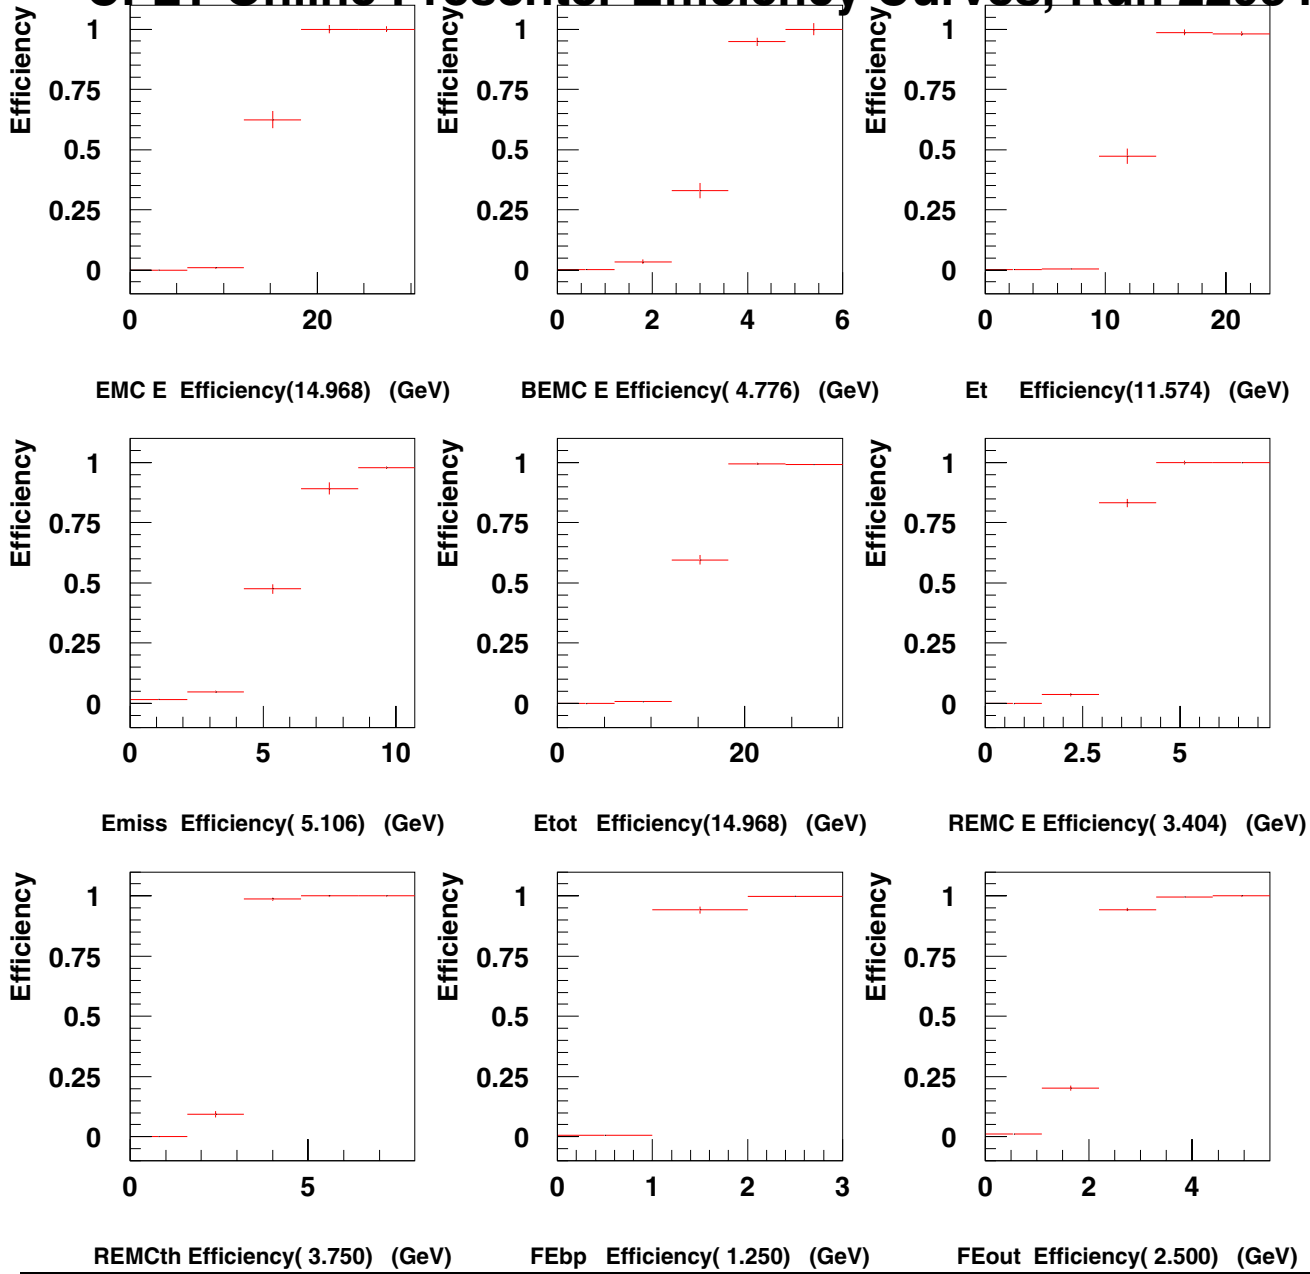 Online Presenter Efficiency Curves, Run
Efficiency Efficiency Efficiency
1 1 1
0.75 0.75 0.75
0.5 0.5 0.5
0.25 0.25 0.25
0 0 0
0 20 0 2 4 6 0 10 20
EMC E Efficiency(14.968) (GeV) BEMC E Efficiency( 4.776) (GeV) Et Efficiency(11.574) (GeV)
Efficiency Efficiency Efficiency
1 1 1
0.75 0.75 0.75
0.5 0.5 0.5
0.25 0.25 0.25
0 0 0
0 5 10 0 20 0 2.5 5
Emiss Efficiency( 5.106) (GeV) Etot Efficiency(14.968) (GeV) REMC E Efficiency( 3.404) (GeV)
Efficiency Efficiency Efficiency
1 1 1
0.75 0.75 0.75
0.5 0.5 0.5
0.25 0.25 0.25
0 0 0
0 5 0 1 2 3 0 2 4
REMCth Efficiency( 3.750) (GeV) FEbp Efficiency( 1.250) (GeV) FEout Efficiency( 2.500) (GeV)